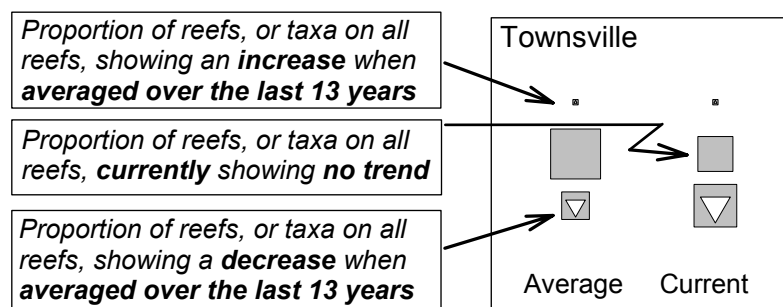 Proportion of reefs, or taxa on all
reefs, showing an increase when
averaged over the last 13 years
Proportion of reefs, or taxa on all
reefs, currently showing no trend
Proportion of reefs, or taxa on all
reefs, showing a decrease when
averaged over the last 13 years
Townsville
Average Current